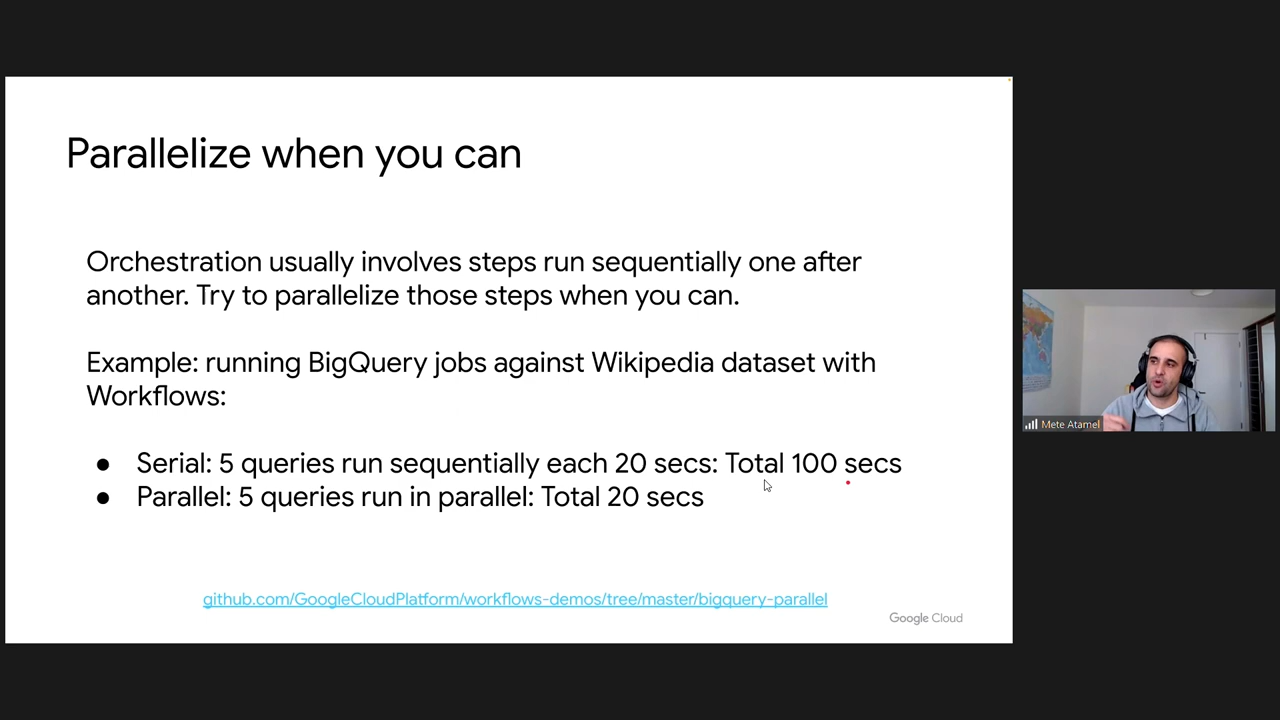 Parallelize when you can
Orchestration usually involves steps run sequentially one after
another. Try to parallelize those steps when you can.
Example: running BigQuery jobs against Wikipedia dataset with
Workflows:
● Serial: 5 queries run sequentially each 20 secs: Total 100 secs
● Parallel: 5 queries run in parallel: Total 20 secs
github.com/GoogleCloudPlatform/workflows-demos/tree/master/bigquery-parallel
Google Cloud
Mete Atamel